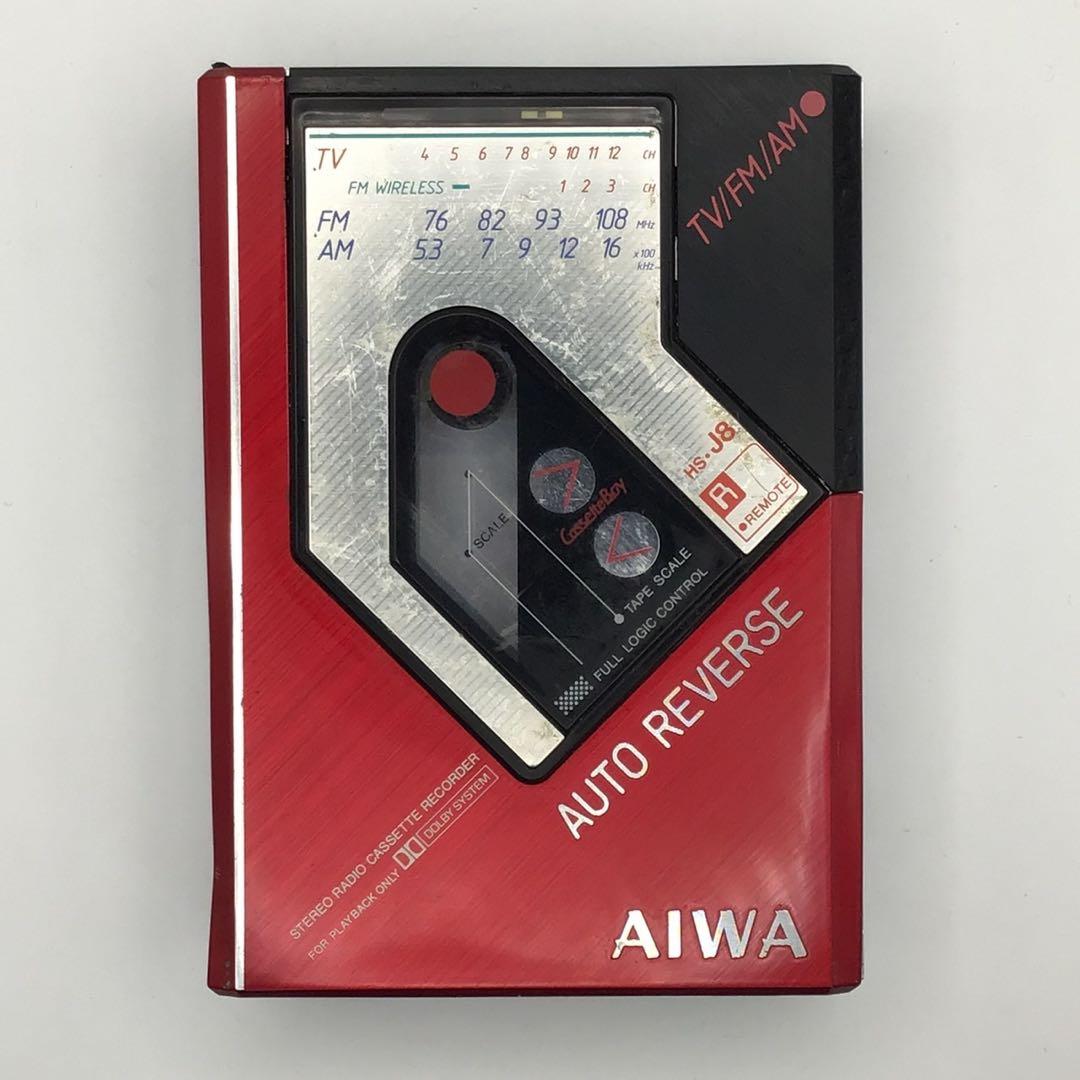 TV 4 5 6 7 8 9 10 11 12 CH
FM WIRELESS 1 2 3 CH
FM 76 82 93 108 MHz
AM 5.3 7 9 12 16 x100 kHz
TV/FM/AM
HS-J8
R
REMOTE
CassetteBoy
SCALE
TAPE SCALE
FULL LOGIC CONTROL
AUTO REVERSE
STEREO RADIO CASSETTE RECORDER
FOR PLAYBACK ONLY DOLBY SYSTEM
AIWA